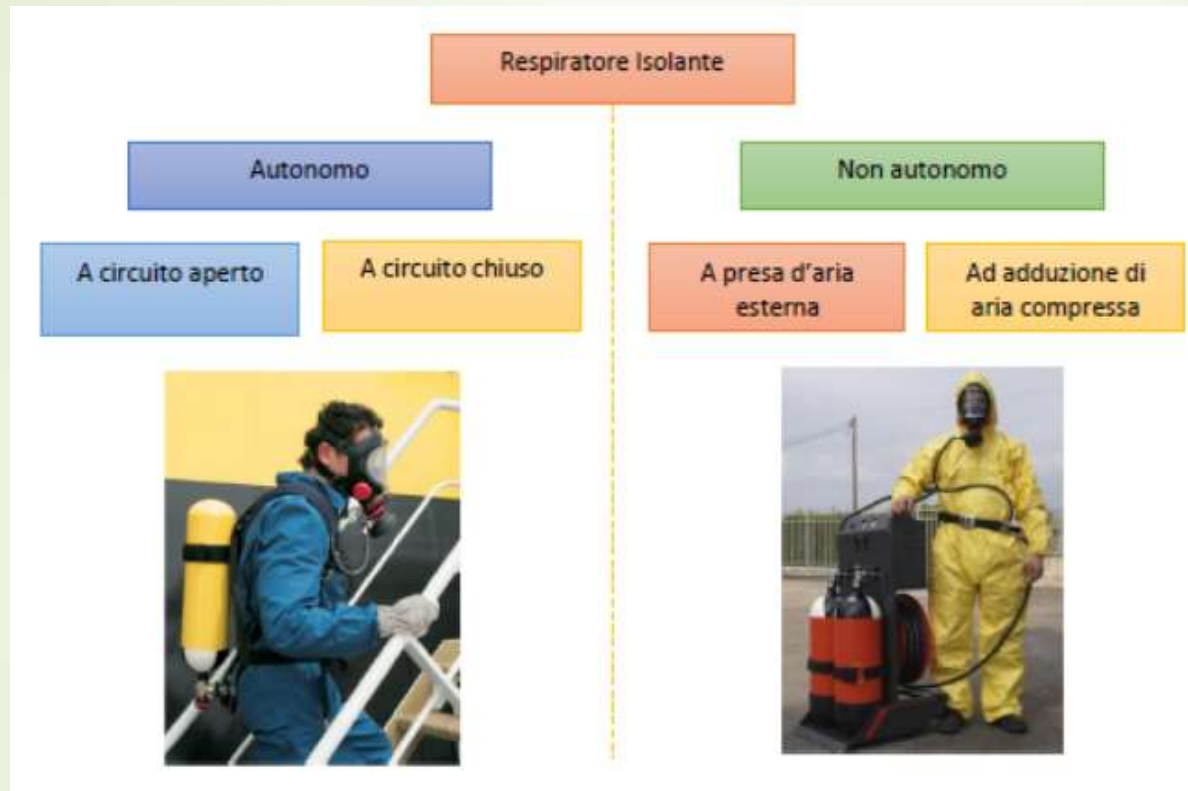 Respiratore Isolante
Autonomo
Non autonomo
A circuito aperto
A circuito chiuso
A presa d'aria
esterna
Ad adduzione di
aria compressa